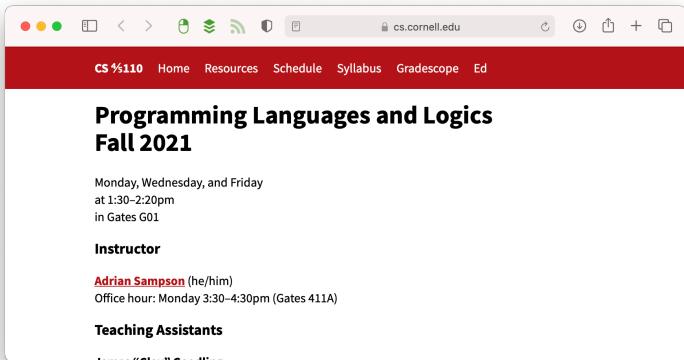 cs.cornell.edu
CS ⅘110 Home Resources Schedule Syllabus Gradescope Ed
Programming Languages and Logics
Fall 2021
Monday, Wednesday, and Friday
at 1:30–2:20pm
in Gates G01
Instructor
Adrian Sampson (he/him)
Office hour: Monday 3:30–4:30pm (Gates 411A)
Teaching Assistants